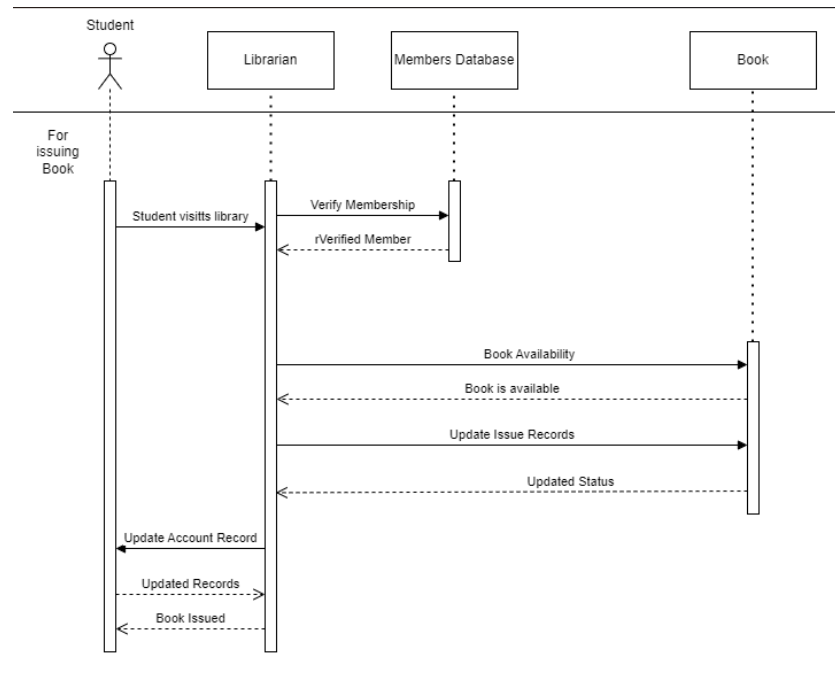 Student
Librarian
Members Database
Book
For
issuing
Book
Student visitts library
Verify Membership
rVerified Member
Book Availability
Book is available
Update Issue Records
Updated Status
Update Account Record
Updated Records
Book Issued